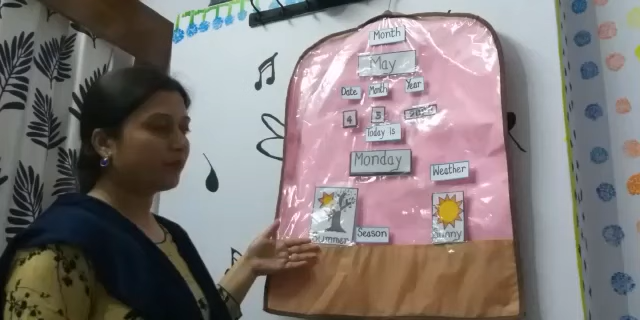 Month
May
Date Month Year
4 5
Today is
Monday
Weather
Summer Season Sunny